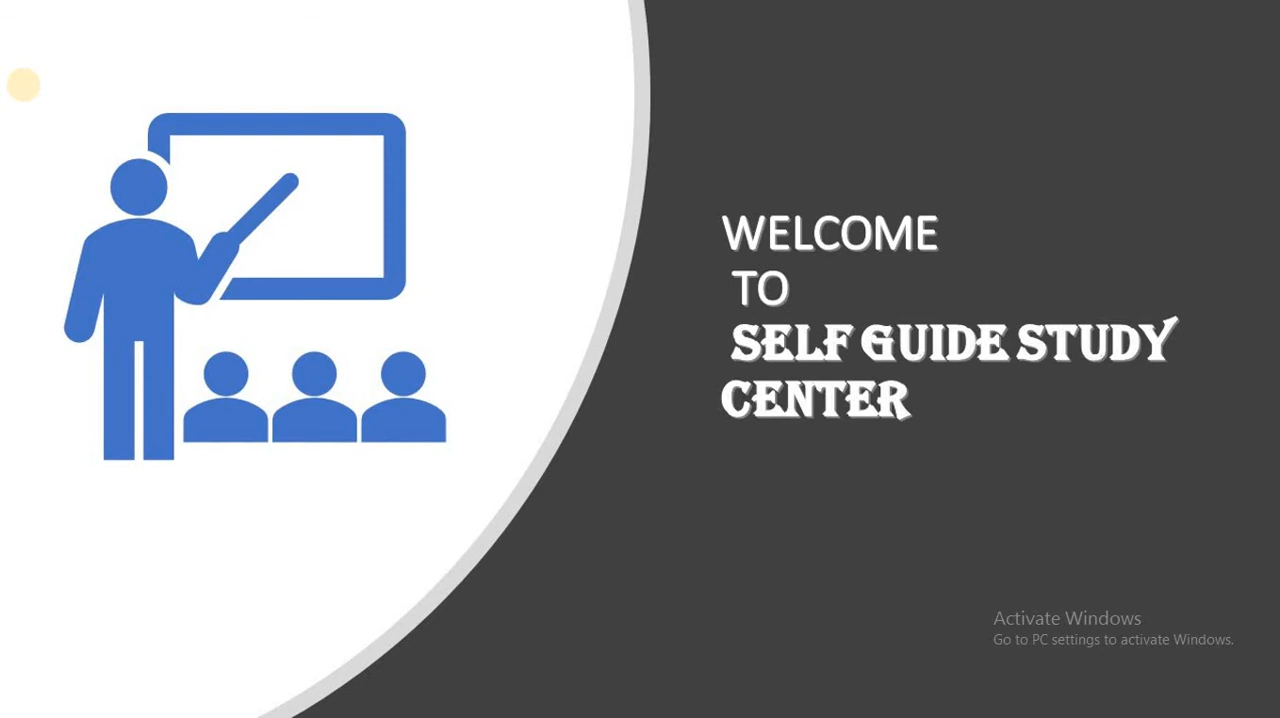 WELCOME
TO
SELF GUIDE STUDY
CENTER
Activate Windows
Go to PC settings to activate Windows.